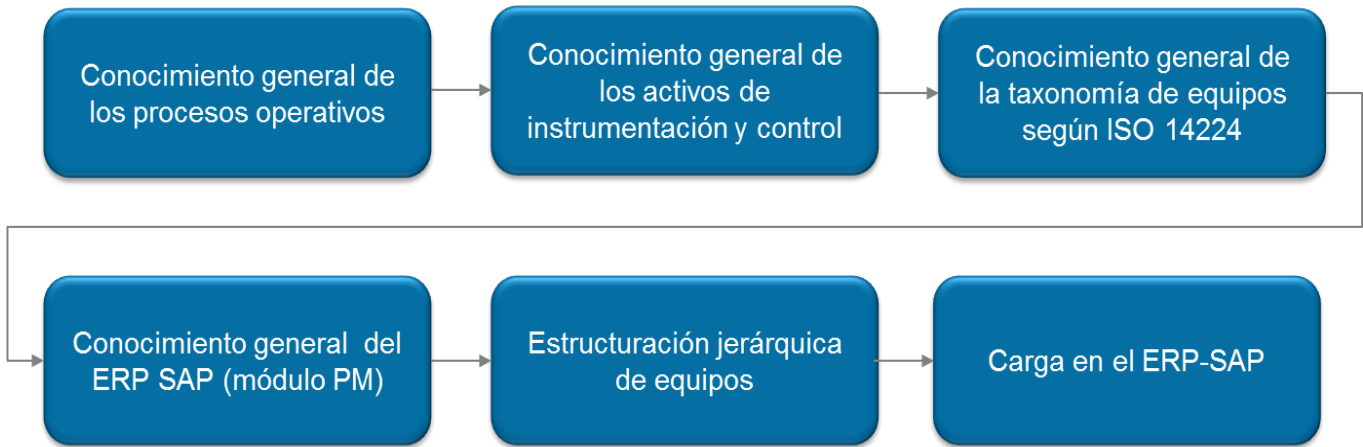 Conocimiento general de
los procesos operativos
Conocimiento general de
los activos de
instrumentación y control
Conocimiento general de
la taxonomía de equipos
según ISO 14224
Conocimiento general del
ERP SAP (módulo PM)
Estructuración jerárquica
de equipos
Carga en el ERP-SAP